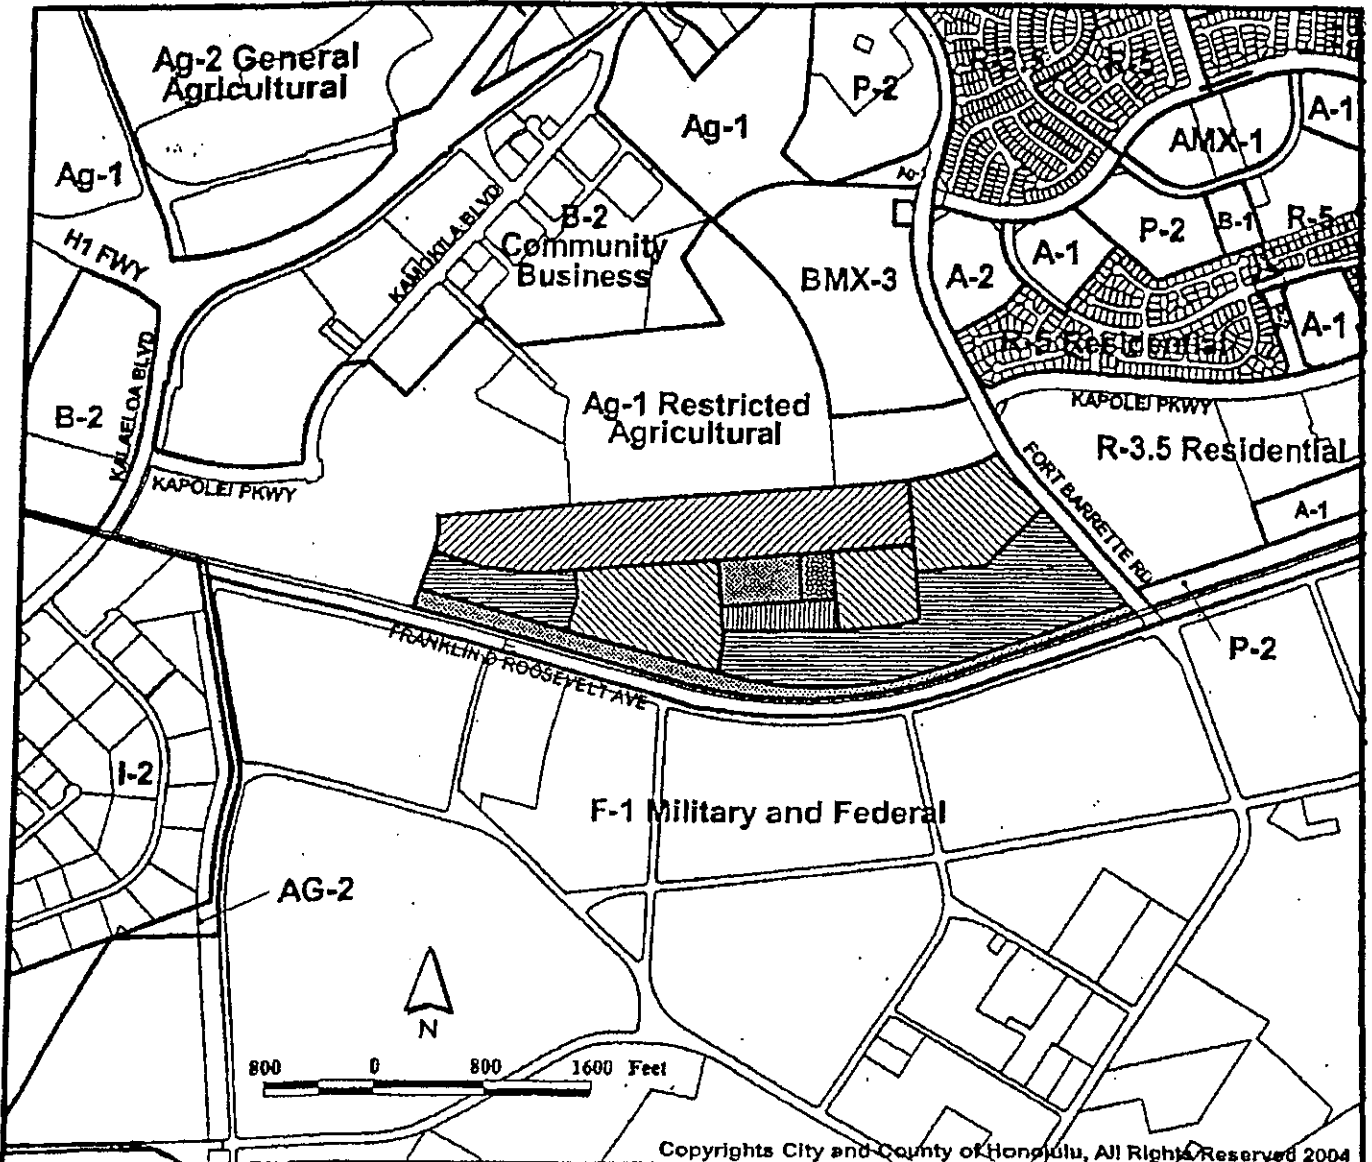 Ag-2 General
Agricultural
Ag-1
P-2
R-5
A-1
AMX-1
Ag-1
Ag-1
H1 FWY
KALAELOA BLVD
B-2
Community
Business
BMX-3
A-2
A-1
P-2
B-1
R-5
A-1
R-5 Residential
B-2
KAPOLEI PKWY
Ag-1 Restricted
Agricultural
KAPOLEI PKWY
R-3.5 Residential
FORT BARRETTE RD
A-1
FRANKLIN D ROOSEVELT AVE
P-2
I-2
F-1 Military and Federal
AG-2
N
800 0 800 1600 Feet
Copyrights City and County of Honolulu, All Rights Reserved 2004